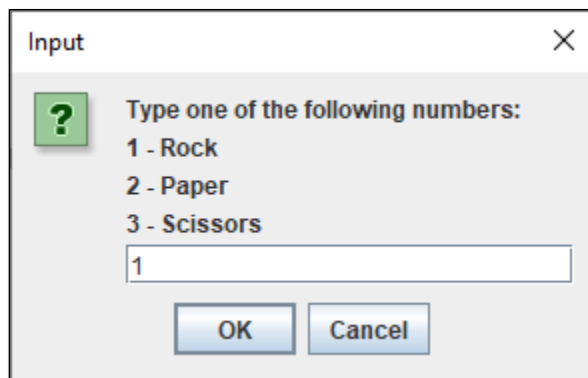 Input
?
Type one of the following numbers:
1 - Rock
2 - Paper
3 - Scissors
1
OK Cancel